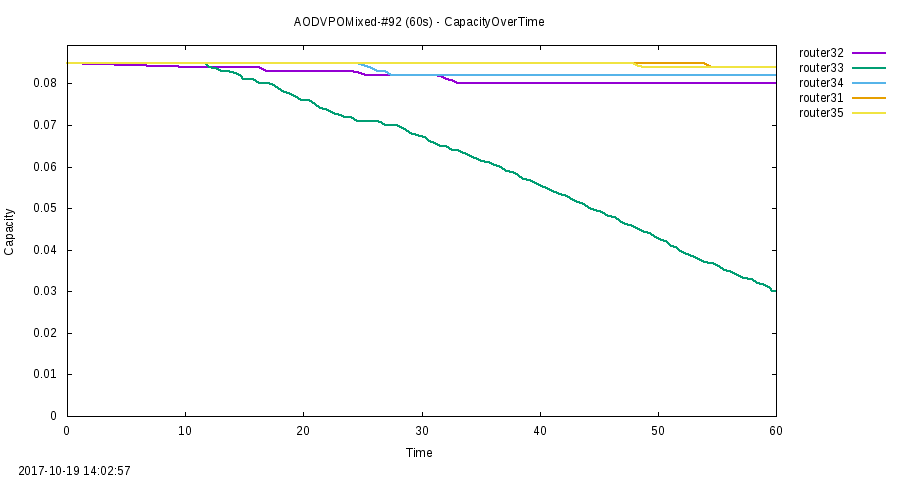 AODVPOMixed-#92 (60s) - CapacityOverTime
router32
router33
router34
router31
router35
0.08
0.07
0.06
0.05
0.04
0.03
0.02
0.01
0
Capacity
0 10 20 30 40 50 60
Time
2017-10-19 14:02:57